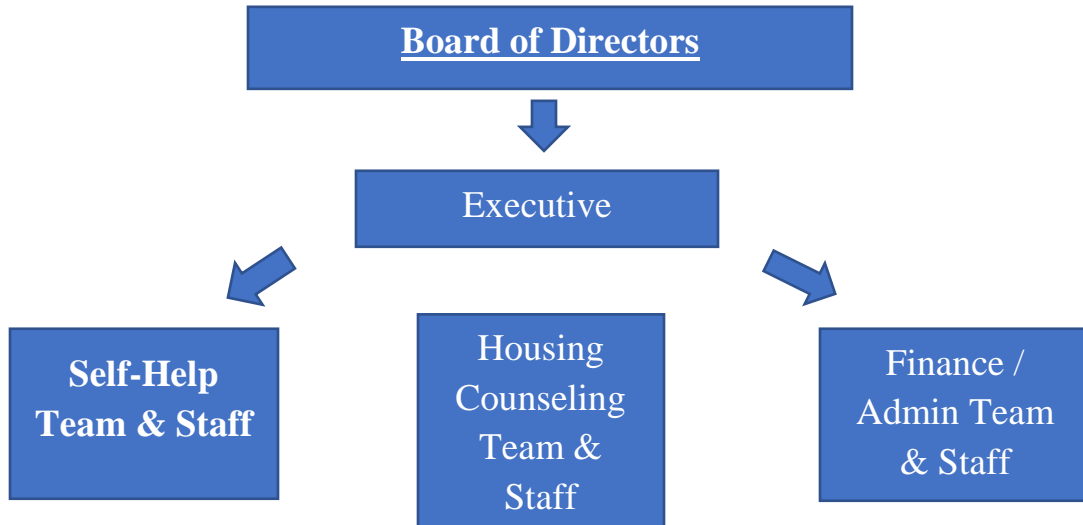 Board of Directors
Executive
Self-Help
Team & Staff
Housing
Counseling
Team &
Staff
Finance /
Admin Team
& Staff